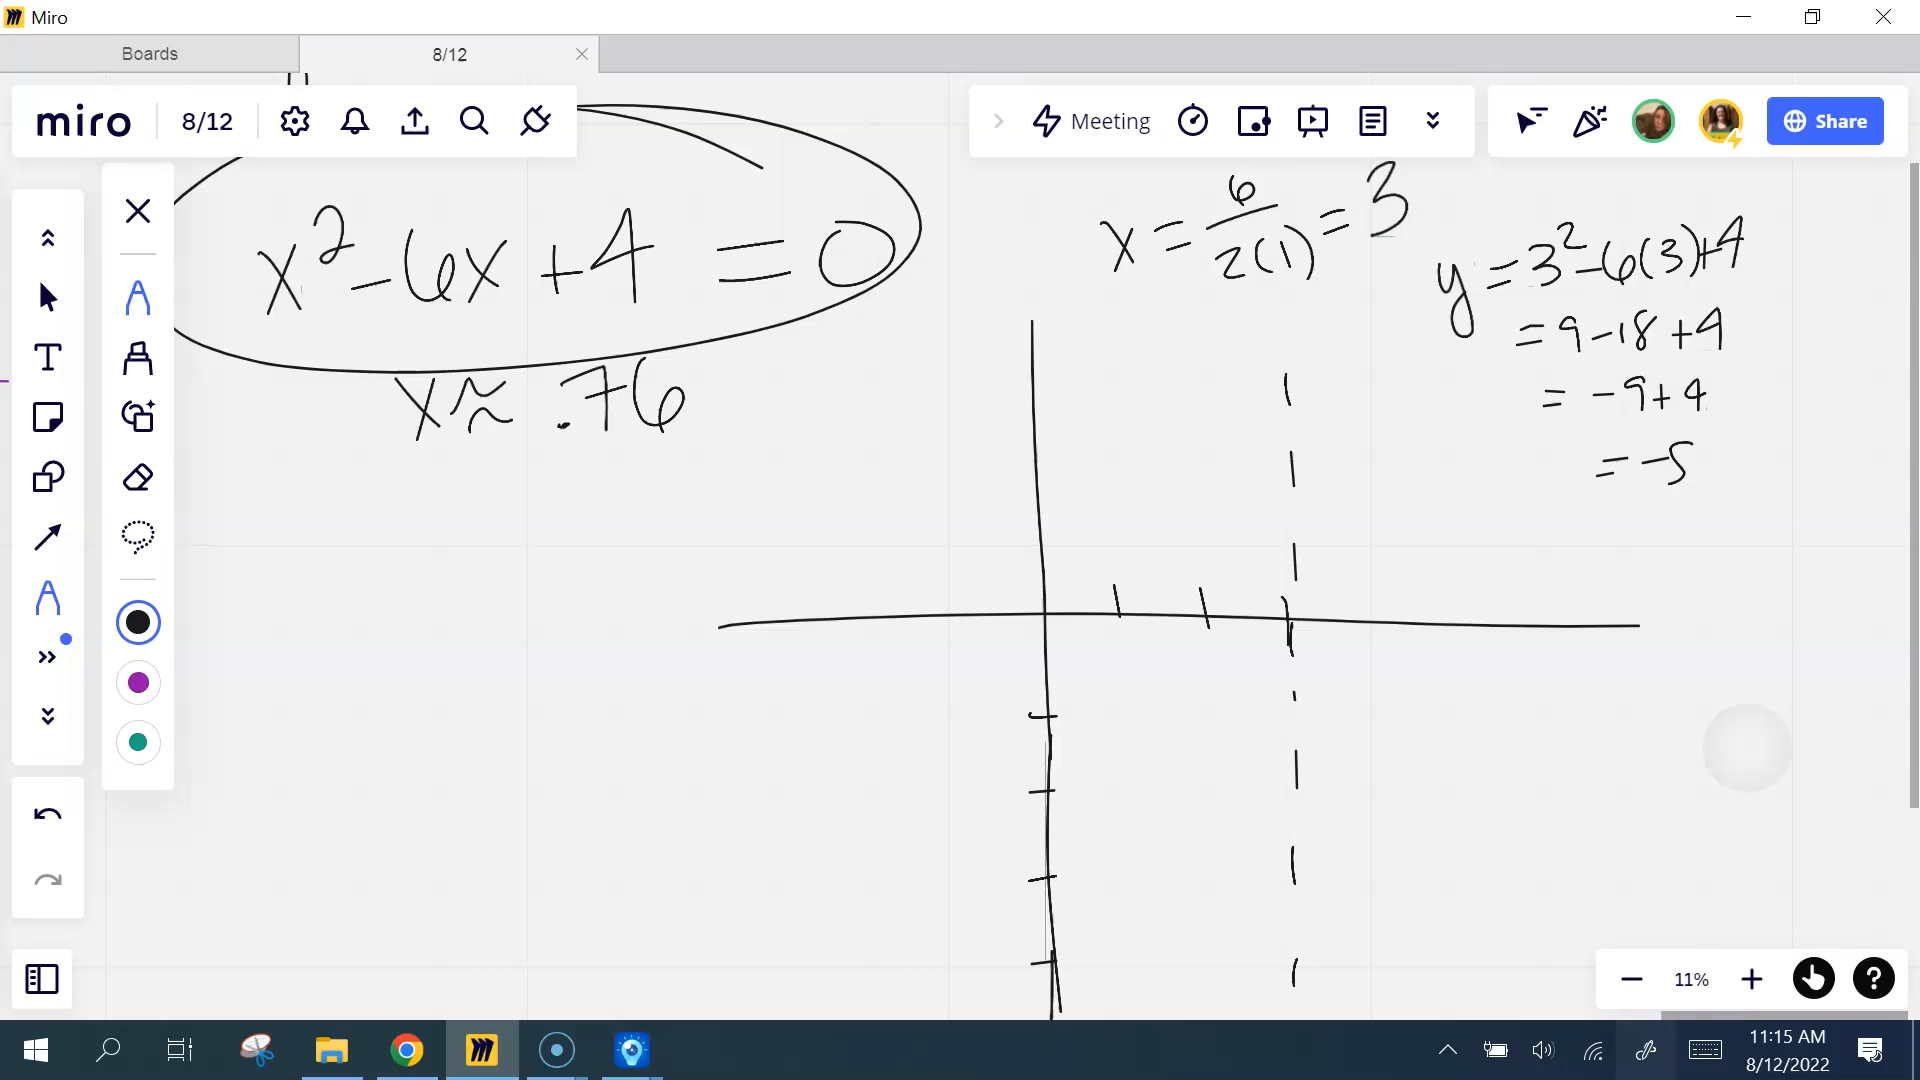 Miro
Boards
8/12
miro
8/12
Meeting
Share
x² - 6x + 4 = 0
x ≈ .76
x = 6/2(1) = 3
y = 3² - 6(3) + 4
= 9 - 18 + 4
= -9 + 4
= -5
11%
11:15 AM
8/12/2022